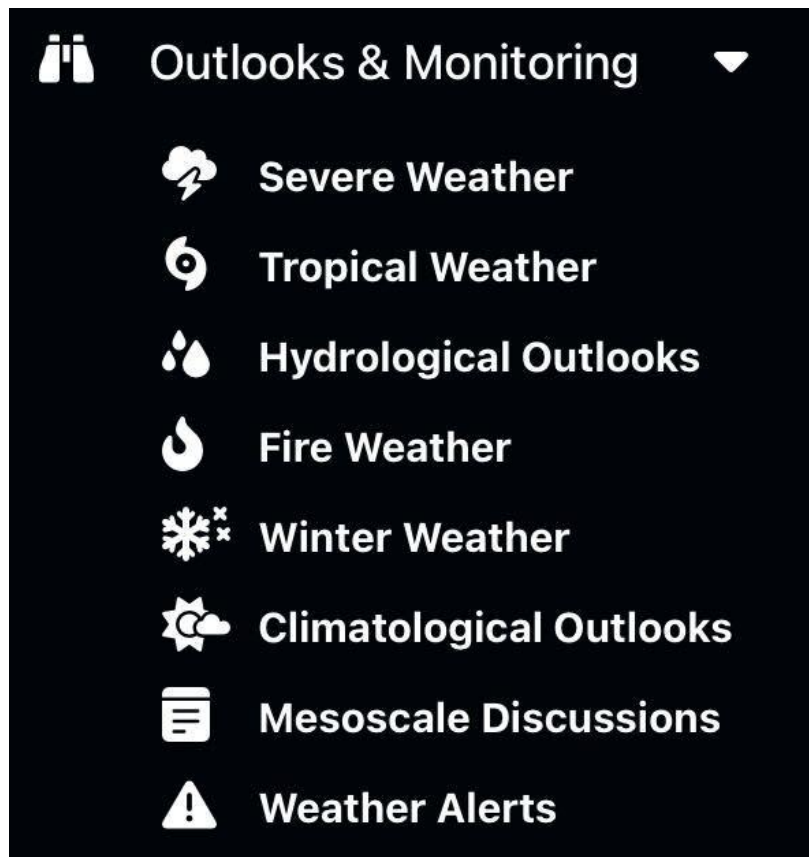 Outlooks & Monitoring
Severe Weather
Tropical Weather
Hydrological Outlooks
Fire Weather
Winter Weather
Climatological Outlooks
Mesoscale Discussions
Weather Alerts